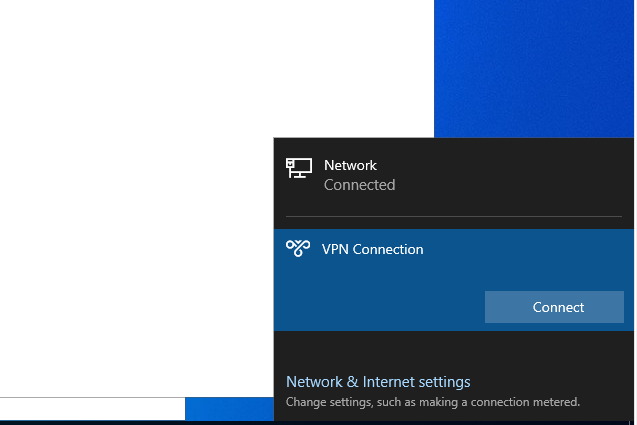 Network
Connected
VPN Connection
Connect
Network & Internet settings
Change settings, such as making a connection metered.